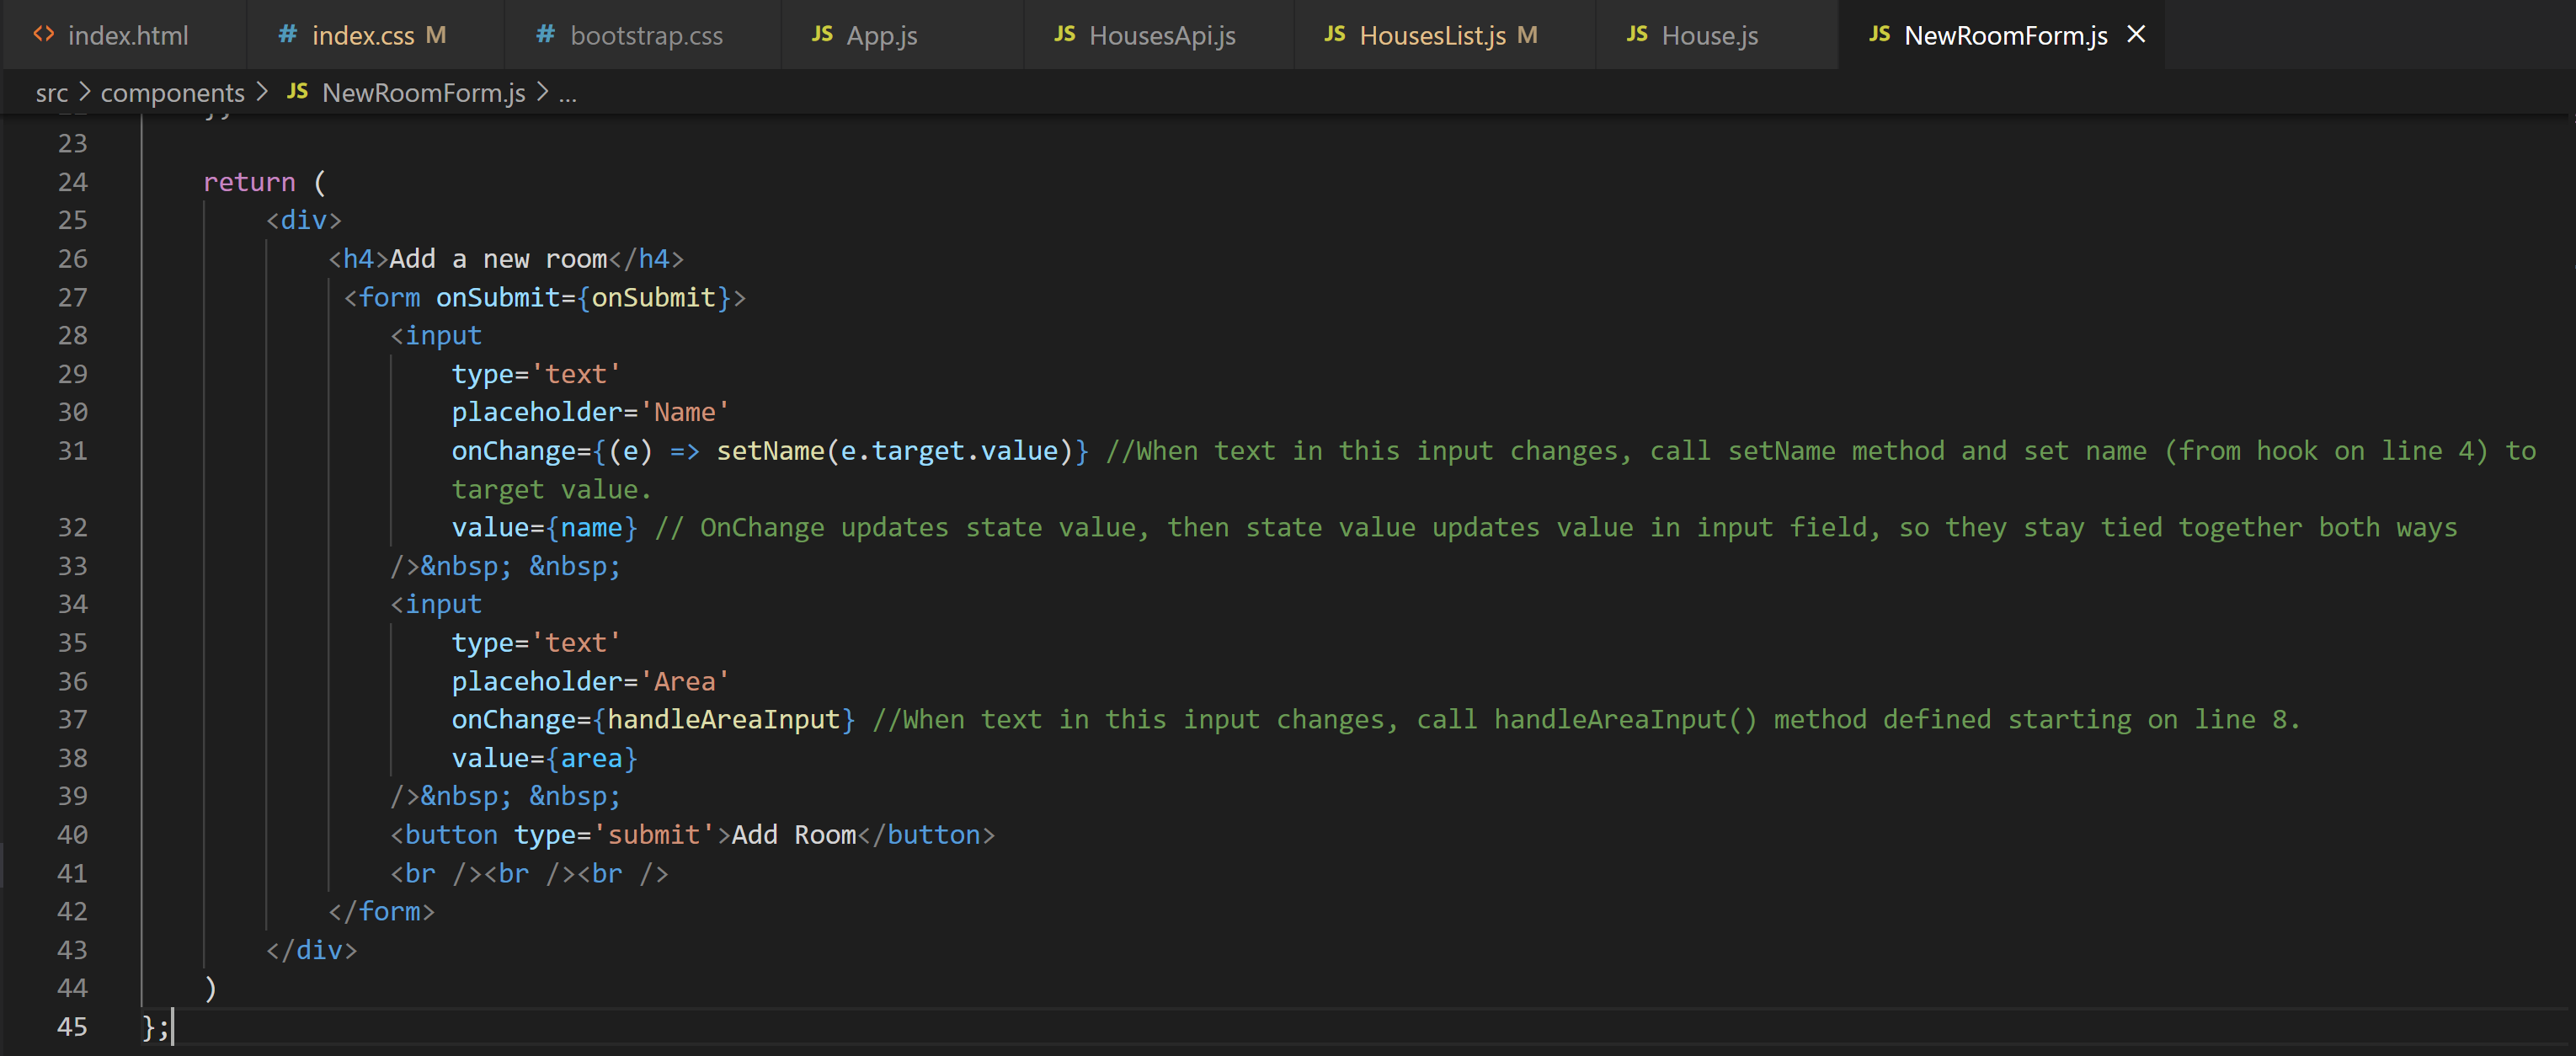 <> index.html # index.css M # bootstrap.css JS App.js JS HousesApi.js JS HousesList.js M JS House.js JS NewRoomForm.js ×
src > components > JS NewRoomForm.js > ...
23
24 return (
25 <div>
26 <h4>Add a new room</h4>
27 <form onSubmit={onSubmit}>
28 <input
29 type='text'
30 placeholder='Name'
31 onChange={(e) => setName(e.target.value)} //When text in this input changes, call setName method and set name (from hook on line 4) to
target value.
32 value={name} // OnChange updates state value, then state value updates value in input field, so they stay tied together both ways
33 />&nbsp; &nbsp;
34 <input
35 type='text'
36 placeholder='Area'
37 onChange={handleAreaInput} //When text in this input changes, call handleAreaInput() method defined starting on line 8.
38 value={area}
39 />&nbsp; &nbsp;
40 <button type='submit'>Add Room</button>
41 <br /><br /><br />
42 </form>
43 </div>
44 )
45 };